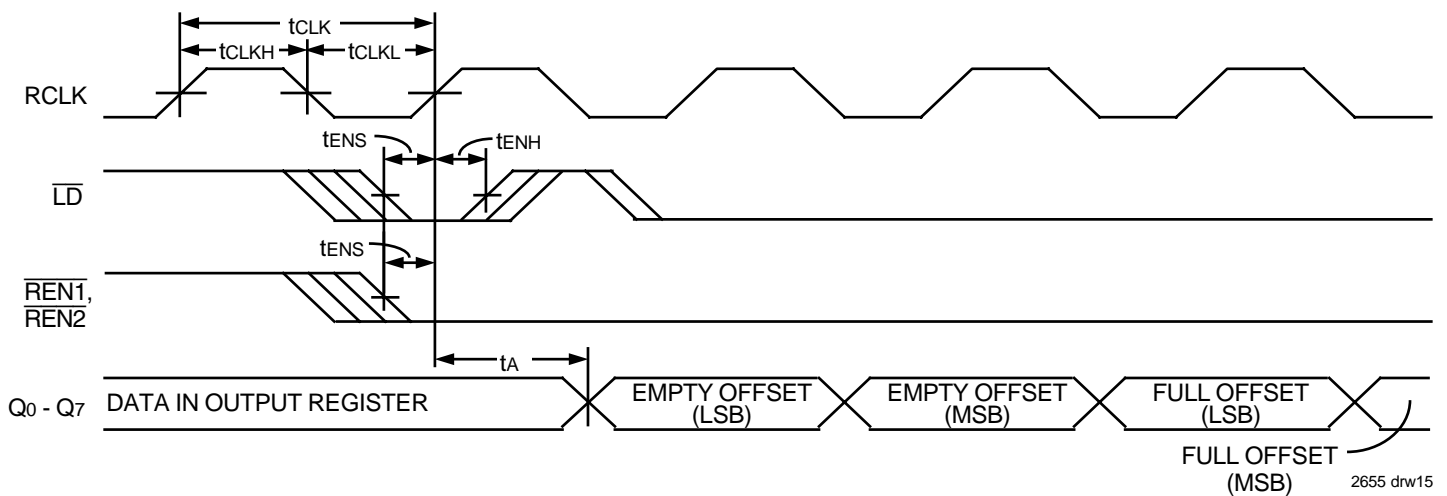 tCLK
tCLKH
tCLKL
RCLK
tENS
tENH
LD
tENS
REN1,
REN2
tA
Q0 - Q7
DATA IN OUTPUT REGISTER
EMPTY OFFSET
(LSB)
EMPTY OFFSET
(MSB)
FULL OFFSET
(LSB)
FULL OFFSET
(MSB)
2655 drw15